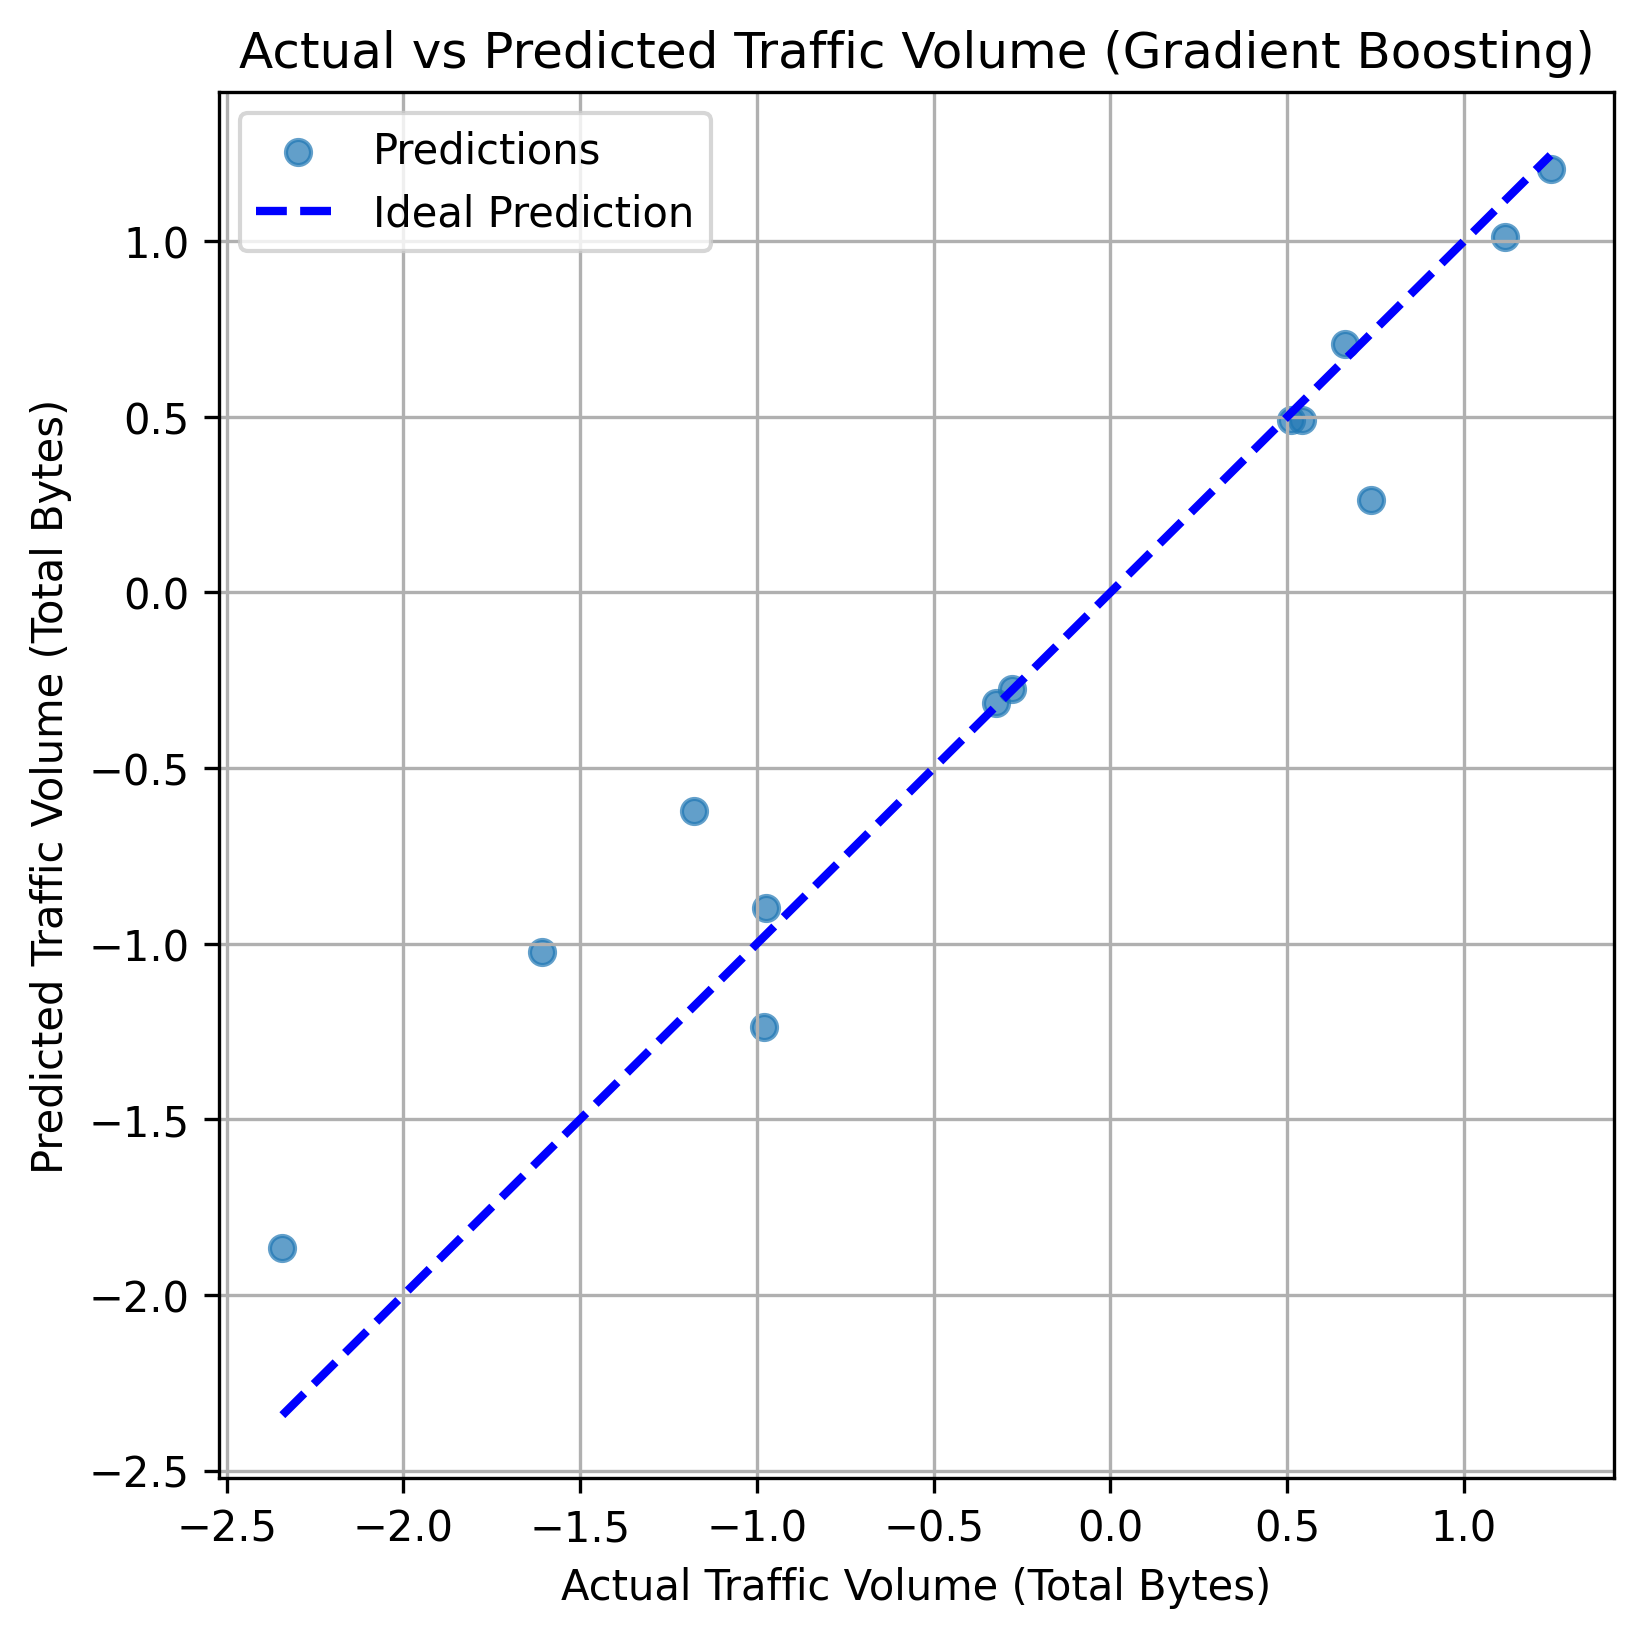 Actual vs Predicted Traffic Volume (Gradient Boosting)
Predictions
Ideal Prediction
1.0
0.5
0.0
−0.5
−1.0
−1.5
−2.0
−2.5
Predicted Traffic Volume (Total Bytes)
−2.5 −2.0 −1.5 −1.0 −0.5 0.0 0.5 1.0
Actual Traffic Volume (Total Bytes)